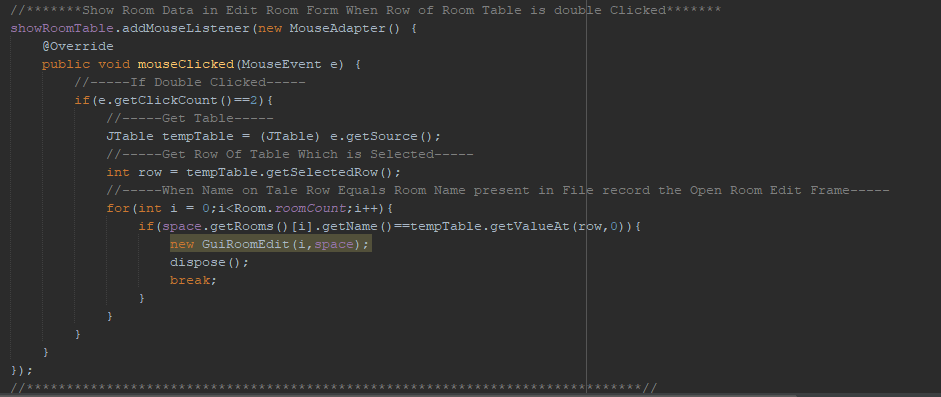 //*******Show Room Data in Edit Room Form When Row of Room Table is double Clicked*******
showRoomTable.addMouseListener(new MouseAdapter() {
@Override
public void mouseClicked(MouseEvent e) {
//-----If Double Clicked-----
if(e.getClickCount()==2){
//-----Get Table-----
JTable tempTable = (JTable) e.getSource();
//-----Get Row Of Table Which is Selected-----
int row = tempTable.getSelectedRow();
//-----When Name on Tale Row Equals Room Name present in File record the Open Room Edit Frame-----
for(int i = 0;i<Room.roomCount;i++){
if(space.getRooms()[i].getName()==tempTable.getValueAt(row,0)){
new GuiRoomEdit(i,space);
dispose();
break;
}
}
}
}
});
//*****************************************************************************//